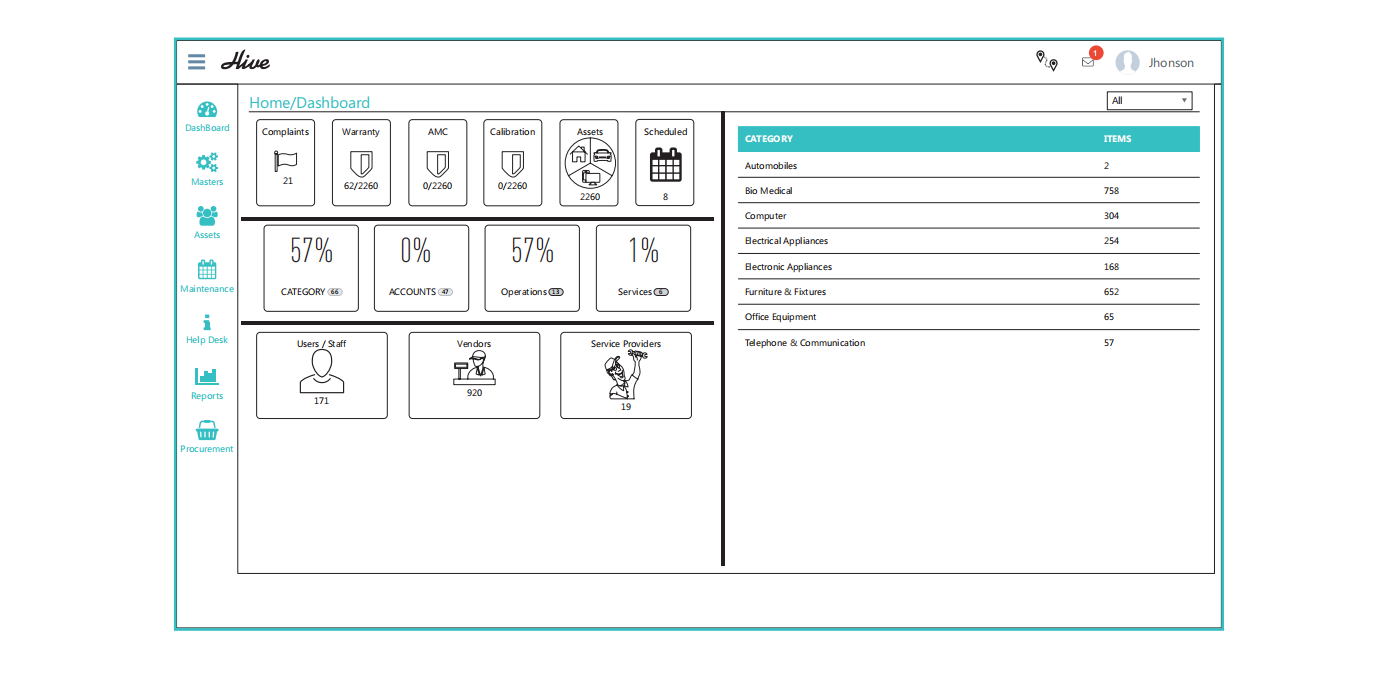 Hive
1
Jhonson
DashBoard
Masters
Assets
Maintenance
Help Desk
Reports
Procurement
Home/Dashboard
All
Complaints
21
Warranty
62/2260
AMC
0/2260
Calibration
0/2260
Assets
2260
Scheduled
8
57%
CATEGORY 66
0%
ACCOUNTS 47
57%
Operations 13
1%
Services 6
Users / Staff
171
Vendors
920
Service Providers
19
CATEGORY ITEMS
Automobiles 2
Bio Medical 758
Computer 304
Electrical Appliances 254
Electronic Appliances 168
Furniture & Fixtures 652
Office Equipment 65
Telephone & Communication 57